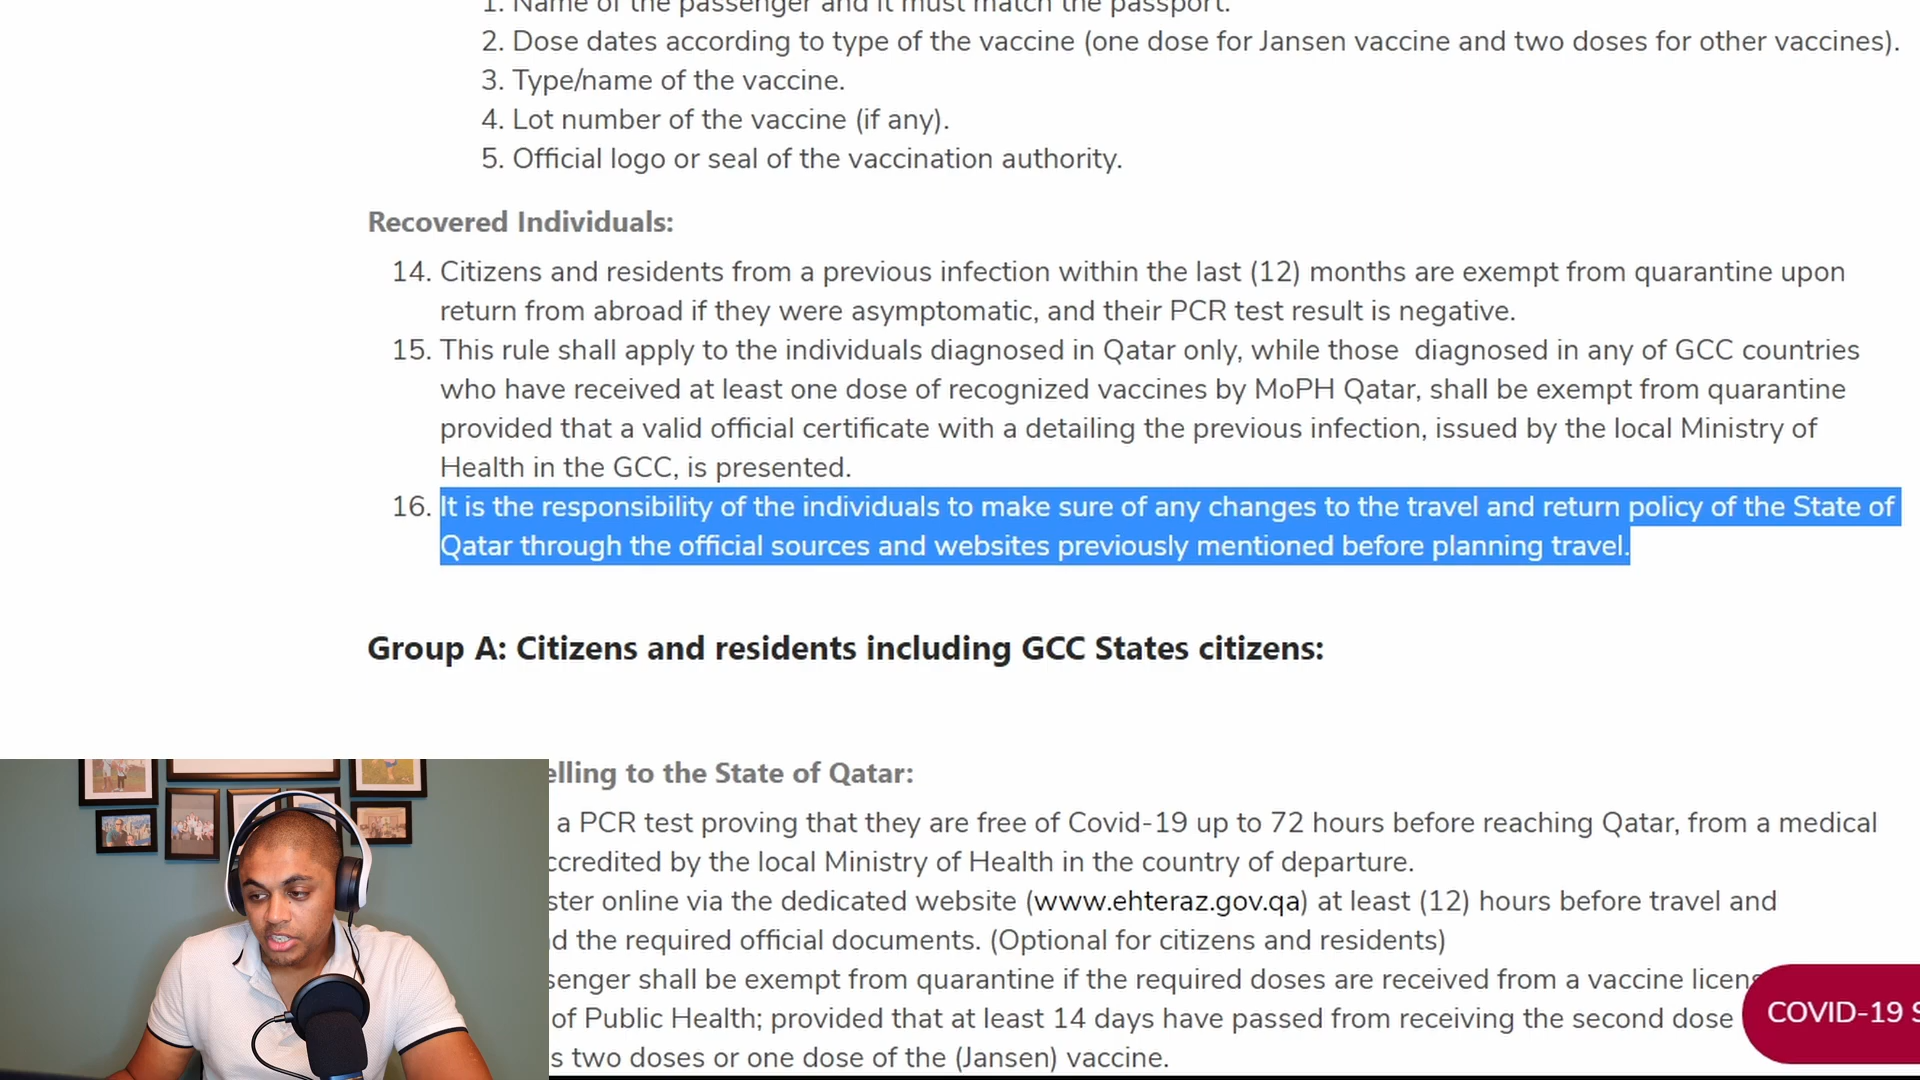 1. Name of the passenger and it must match the passport.
2. Dose dates according to type of the vaccine (one dose for Jansen vaccine and two doses for other vaccines).
3. Type/name of the vaccine.
4. Lot number of the vaccine (if any).
5. Official logo or seal of the vaccination authority.
Recovered Individuals:
14. Citizens and residents from a previous infection within the last (12) months are exempt from quarantine upon
return from abroad if they were asymptomatic, and their PCR test result is negative.
15. This rule shall apply to the individuals diagnosed in Qatar only, while those  diagnosed in any of GCC countries
who have received at least one dose of recognized vaccines by MoPH Qatar, shall be exempt from quarantine
provided that a valid official certificate with a detailing the previous infection, issued by the local Ministry of
Health in the GCC, is presented.
16. It is the responsibility of the individuals to make sure of any changes to the travel and return policy of the State of
Qatar through the official sources and websites previously mentioned before planning travel.
Group A: Citizens and residents including GCC States citizens:
elling to the State of Qatar:
a PCR test proving that they are free of Covid-19 up to 72 hours before reaching Qatar, from a medical
ccredited by the local Ministry of Health in the country of departure.
ster online via the dedicated website (www.ehteraz.gov.qa) at least (12) hours before travel and
d the required official documents. (Optional for citizens and residents)
senger shall be exempt from quarantine if the required doses are received from a vaccine licens
of Public Health; provided that at least 14 days have passed from receiving the second dose
s two doses or one dose of the (Jansen) vaccine.
COVID-19 S